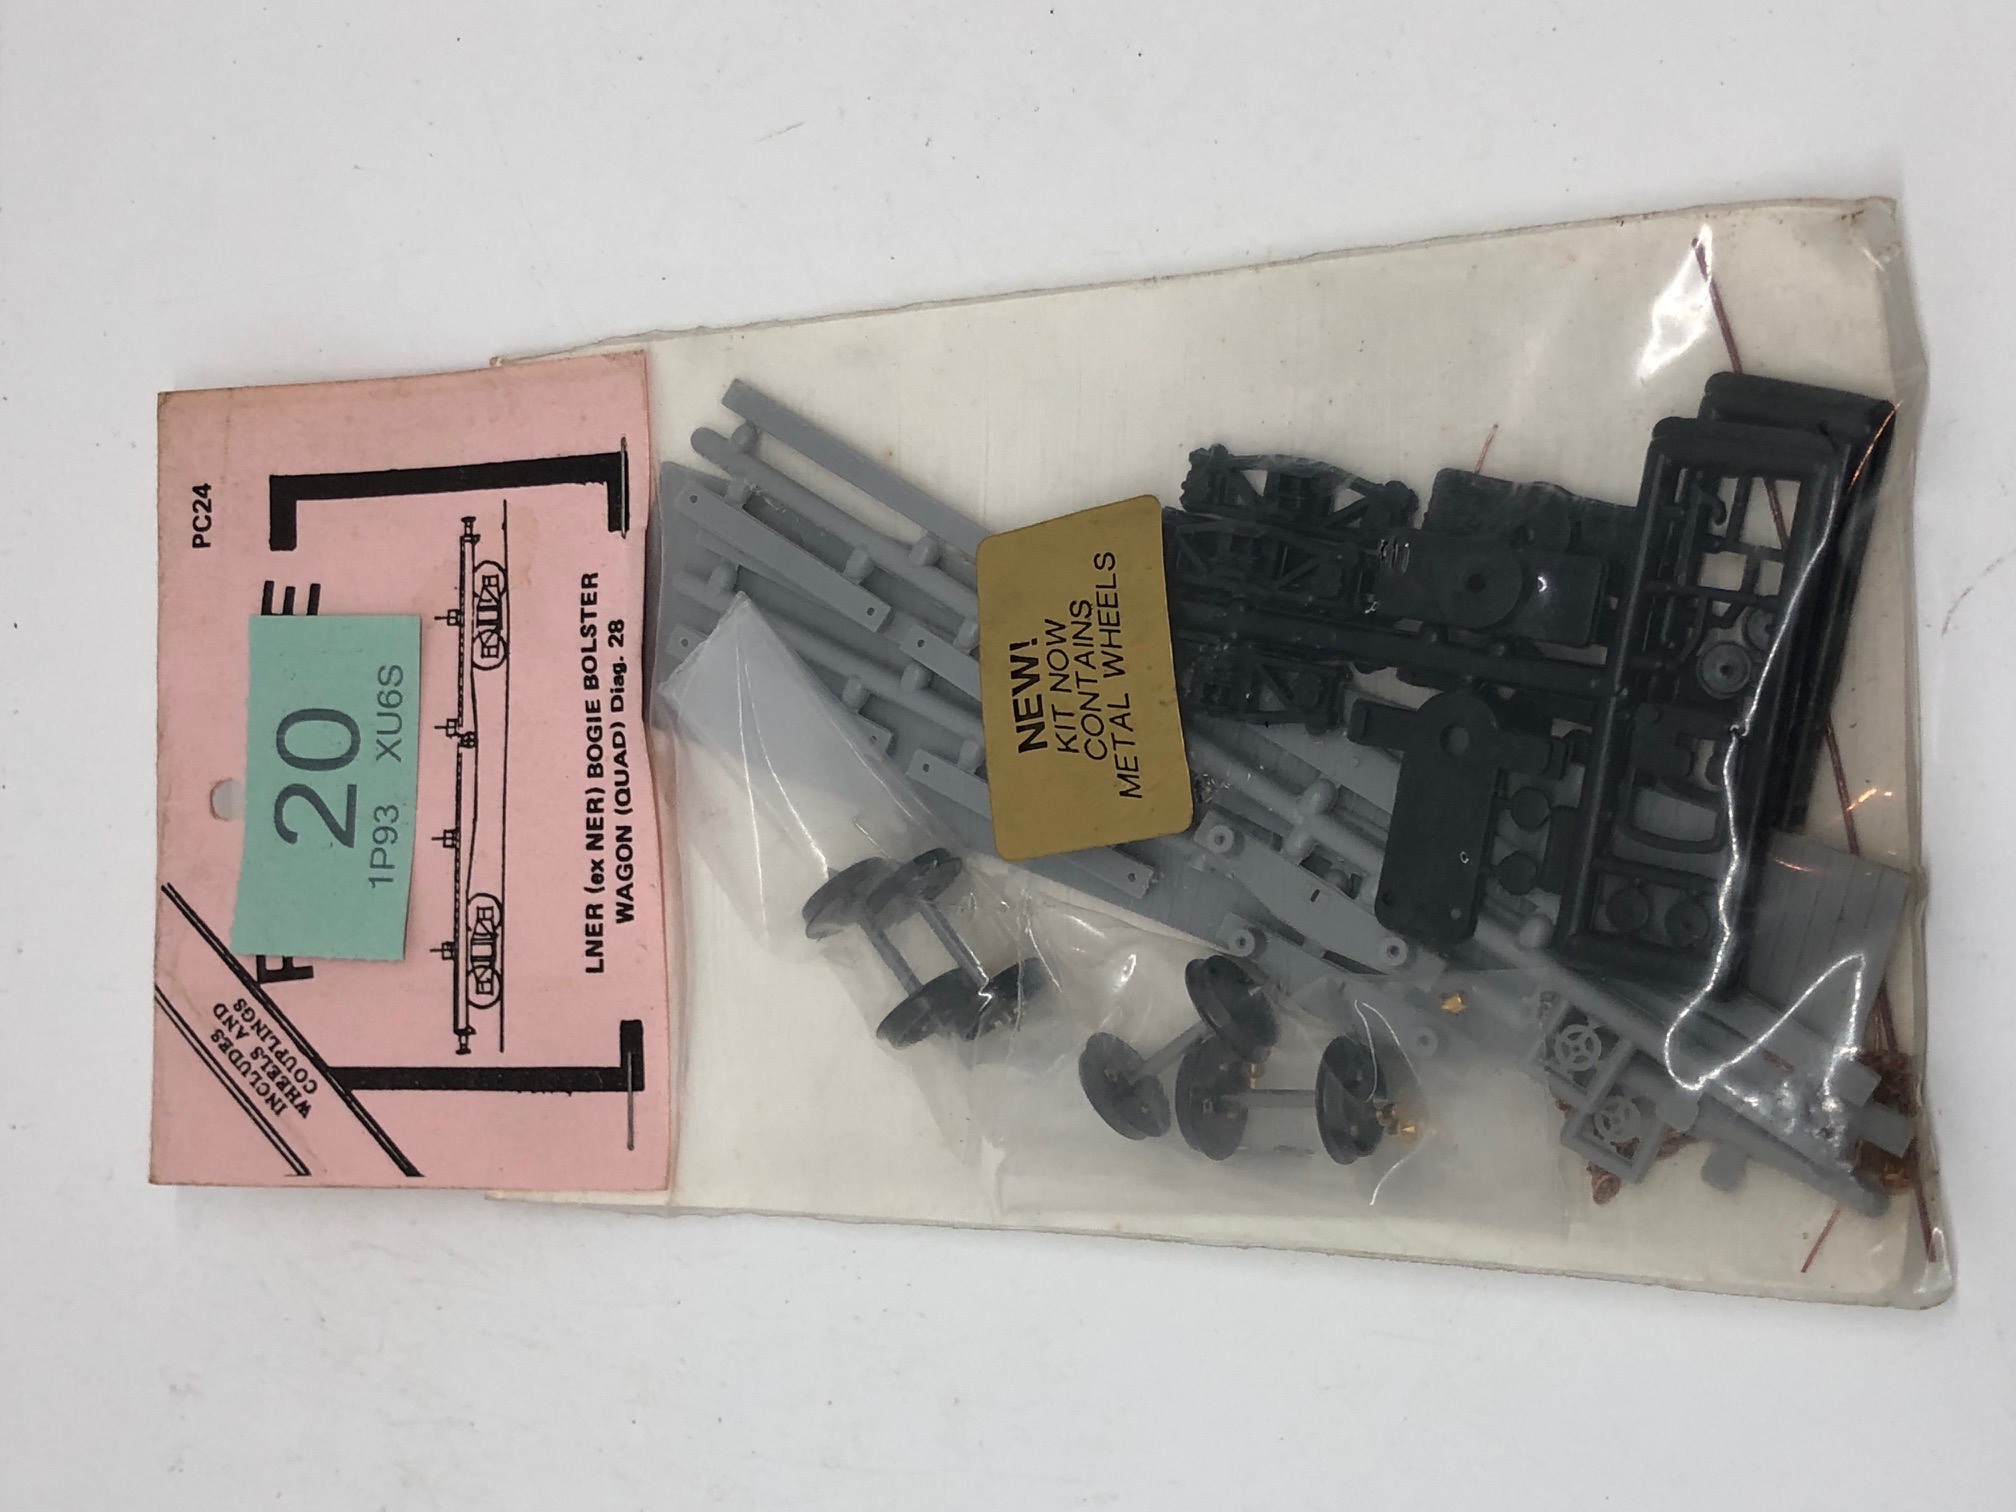 PC24
INCLUDES
WHEELS AND
COUPLINGS
20
1P93 XU6S
LNER (ex NER) BOGIE BOLSTER
WAGON (QUAD) Diag. 28
NEW!
KIT NOW
CONTAINS
METAL WHEELS